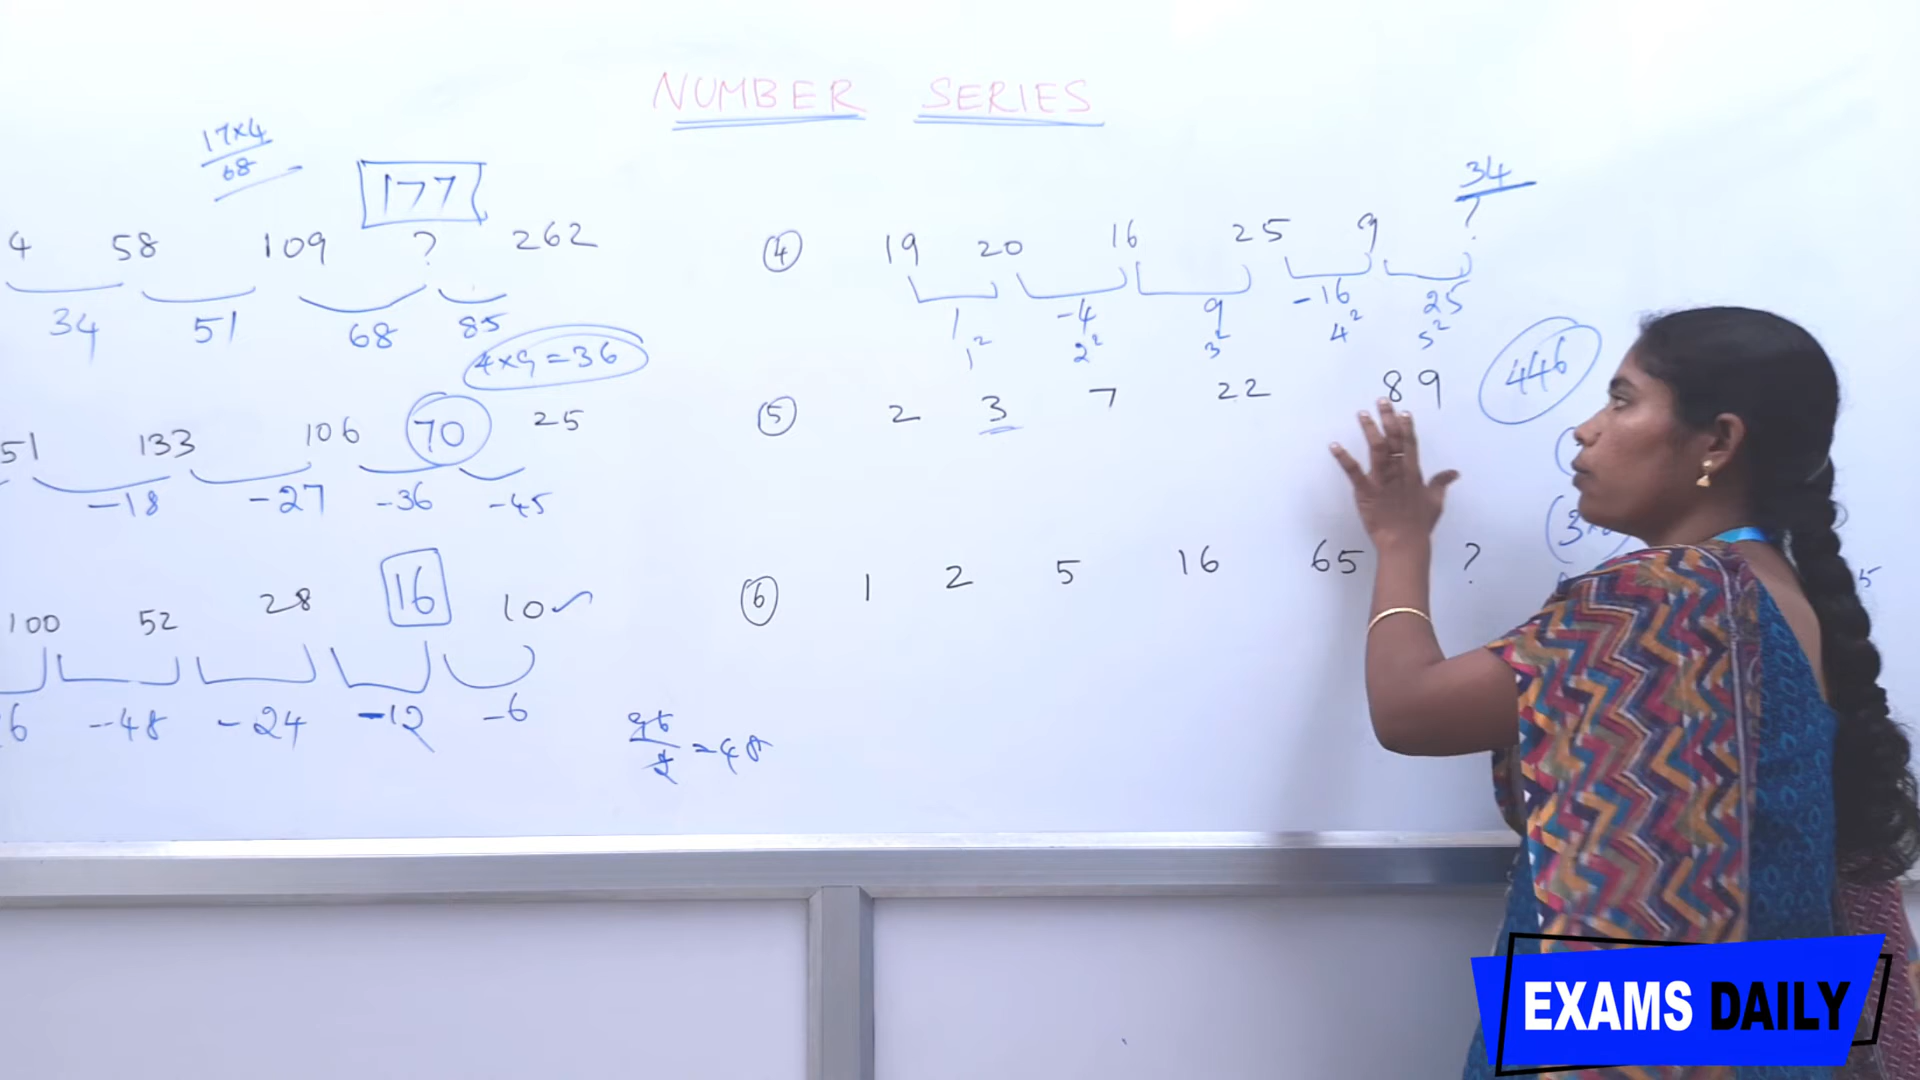 NUMBER SERIES
17×4
68
177
4 58 109 ? 262
34 51 68 85
4×9=36
51 133 106 70 25
-18 -27 -36 -45
100 52 28 16 10
6 -48 -24 -12 -6
96
2 =48
34
④ 19 20 16 25 9 ?
1 -4 9 -16 25
1² 2² 3² 4² 5²
⑤ 2 3 7 22 89 446
⑥ 1 2 5 16 65 ?
(3×
5
EXAMS DAILY